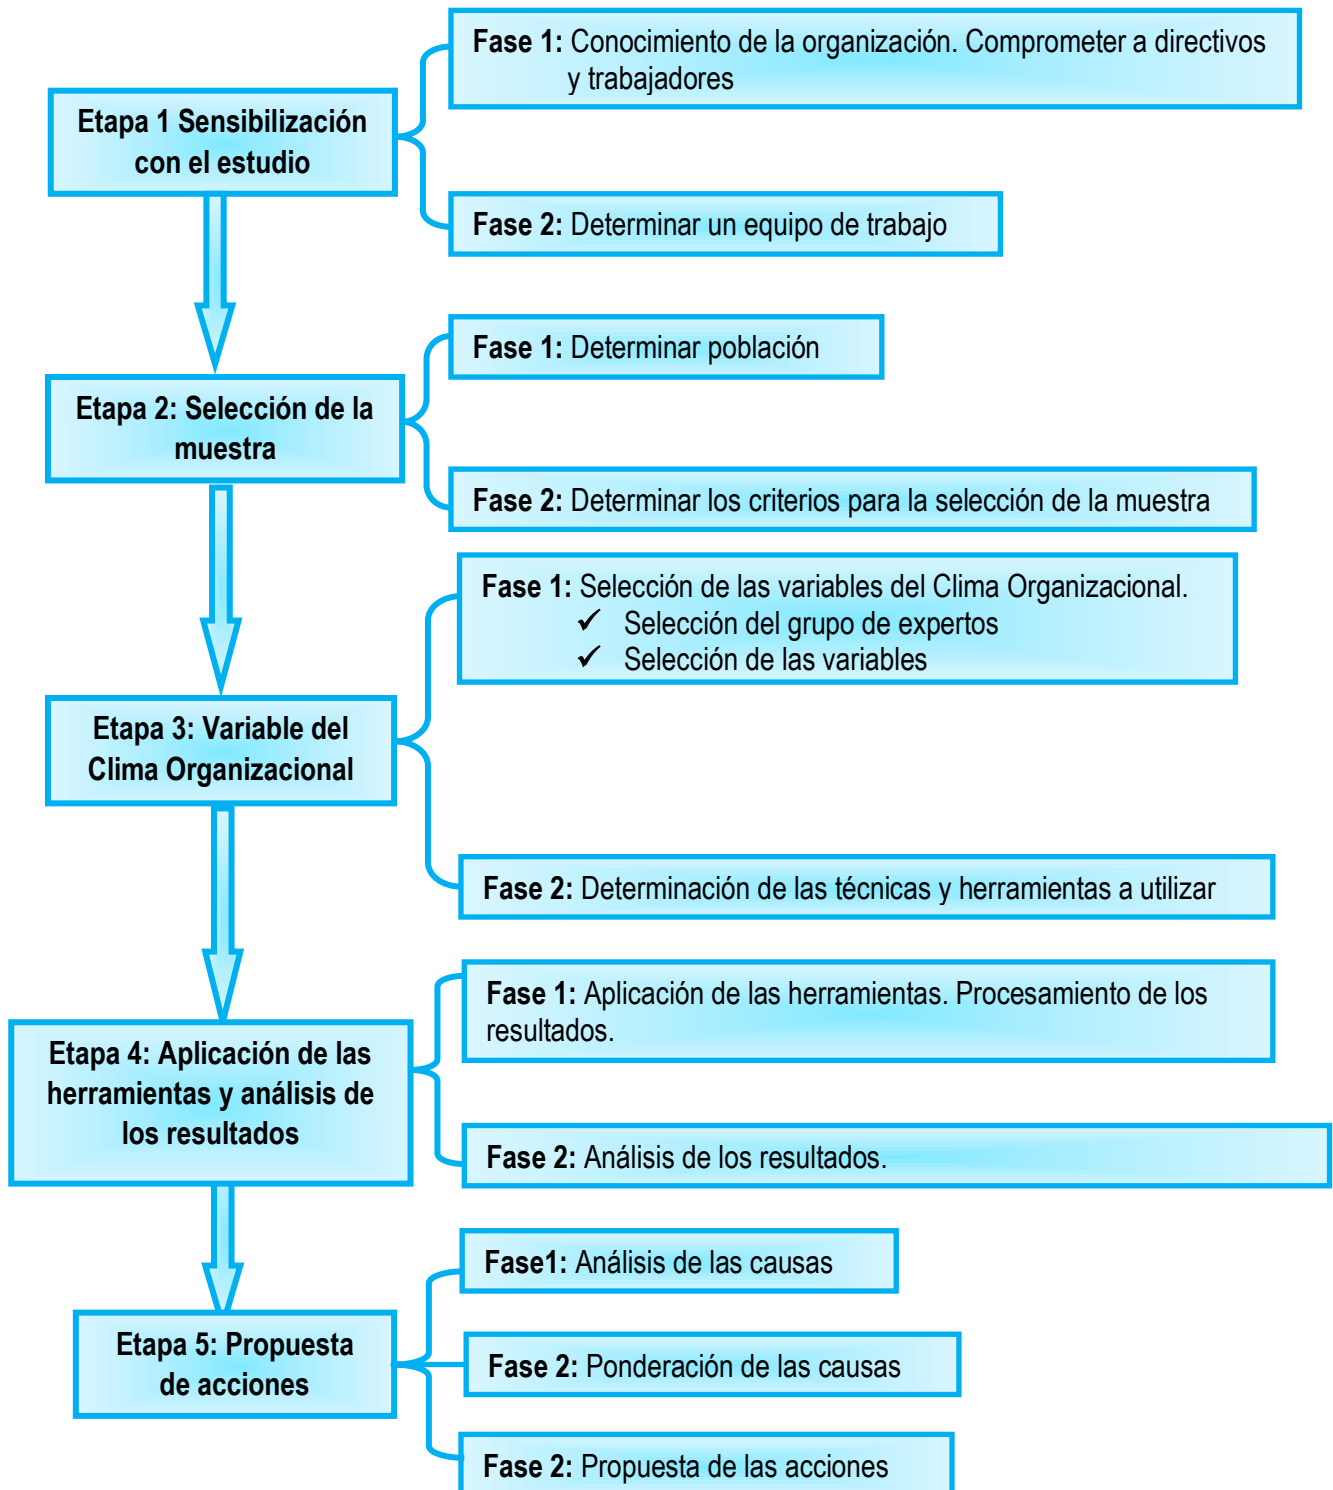 Fase 1: Conocimiento de la organización. Comprometer a directivos
y trabajadores
Etapa 1 Sensibilización
con el estudio
Fase 2: Determinar un equipo de trabajo
Fase 1: Determinar población
Etapa 2: Selección de la
muestra
Fase 2: Determinar los criterios para la selección de la muestra
Fase 1: Selección de las variables del Clima Organizacional.
✓ Selección del grupo de expertos
✓ Selección de las variables
Etapa 3: Variable del
Clima Organizacional
Fase 2: Determinación de las técnicas y herramientas a utilizar
Fase 1: Aplicación de las herramientas. Procesamiento de los
resultados.
Etapa 4: Aplicación de las
herramientas y análisis de
los resultados
Fase 2: Análisis de los resultados.
Fase1: Análisis de las causas
Etapa 5: Propuesta
de acciones
Fase 2: Ponderación de las causas
Fase 2: Propuesta de las acciones